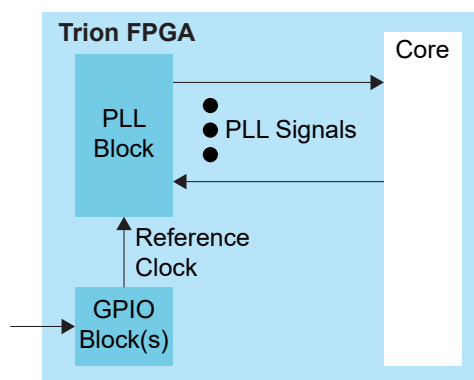 Trion FPGA
Core
PLL
Block
PLL Signals
Reference
Clock
GPIO
Block(s)